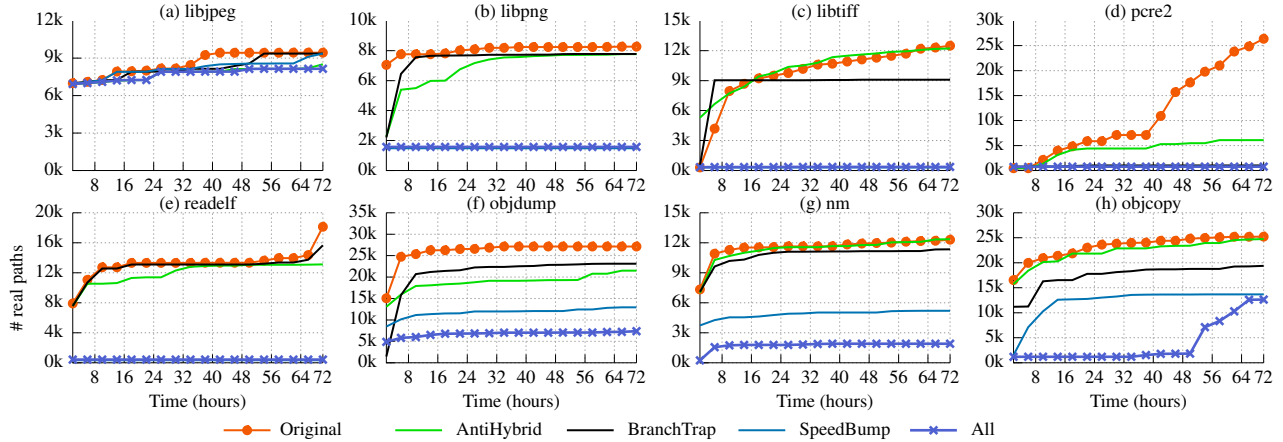 (a) libjpeg (b) libpng (c) libtiff (d) pcre2
12k 10k 15k 30k
9k 8k 12k 25k
6k 6k 9k 20k
3k 4k 6k 15k
0k 2k 3k 10k
0k 0k 5k
0k
8 16 24 32 40 48 56 64 72 8 16 24 32 40 48 56 64 72 8 16 24 32 40 48 56 64 72 8 16 24 32 40 48 56 64 72
(e) readelf (f) objdump (g) nm (h) objcopy
# real paths
20k 35k 15k 30k
16k 30k 12k 25k
12k 25k 9k 20k
8k 20k 6k 15k
4k 15k 3k 10k
0k 10k 0k 5k
5k 0k
0k
8 16 24 32 40 48 56 64 72 8 16 24 32 40 48 56 64 72 8 16 24 32 40 48 56 64 72 8 16 24 32 40 48 56 64 72
Time (hours) Time (hours) Time (hours) Time (hours)
Original AntiHybrid BranchTrap SpeedBump All